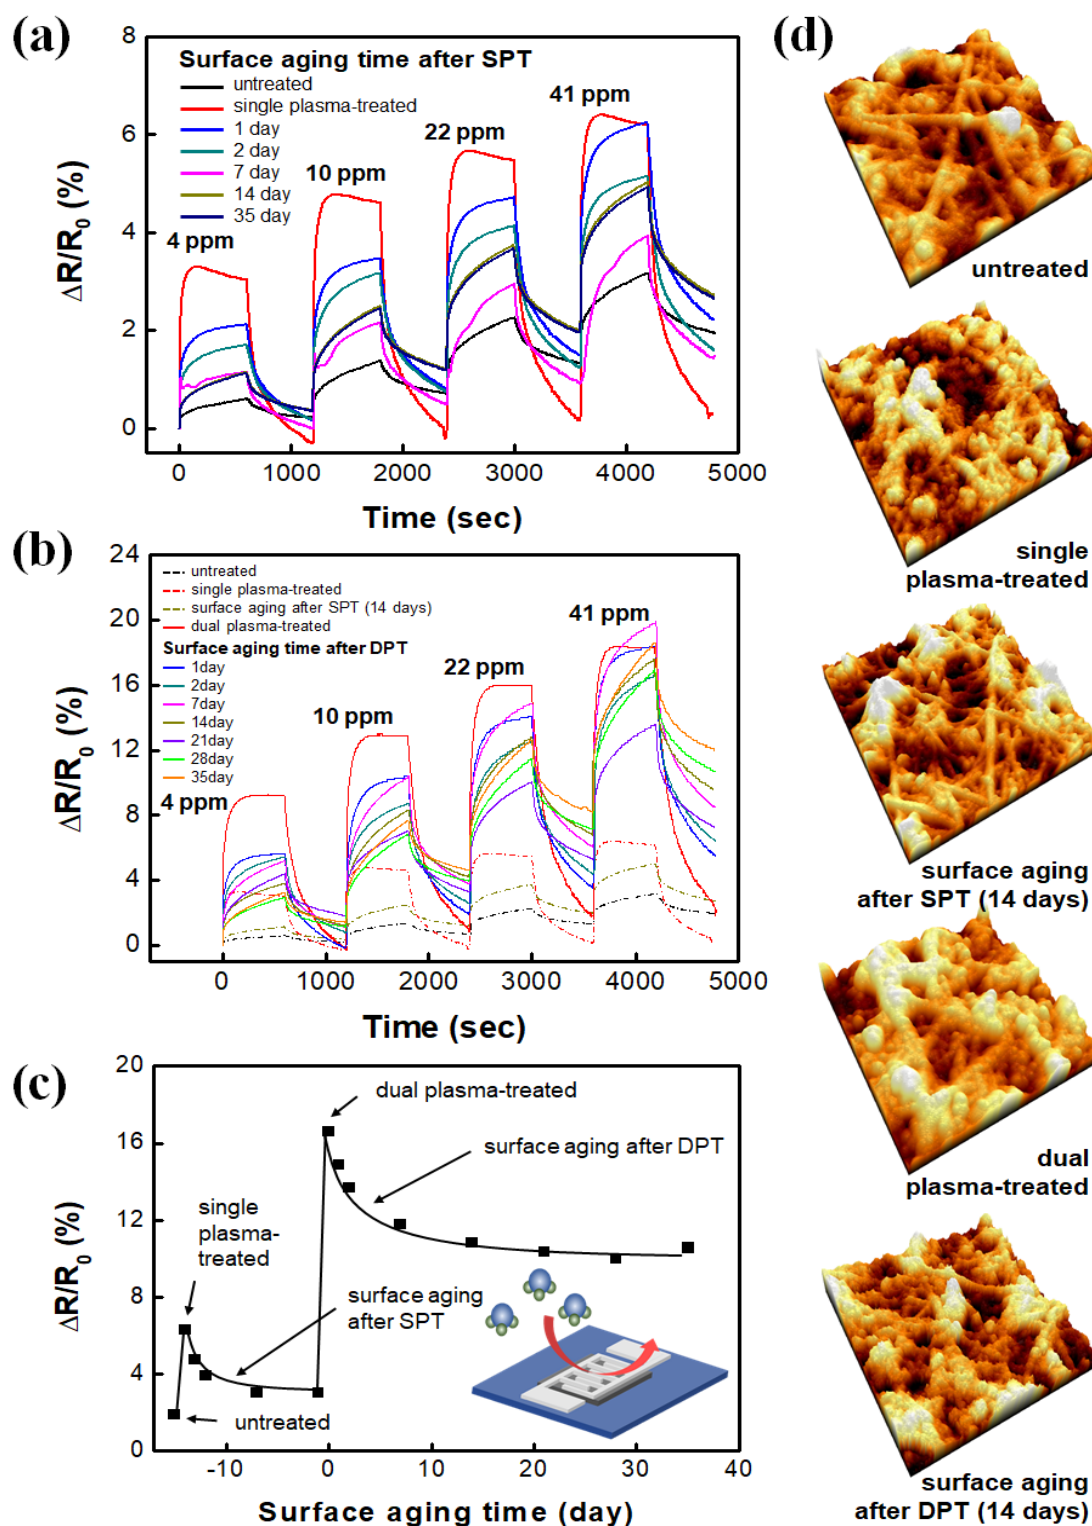 (a)
8
6
4
2
0
ΔR/R0 (%)
Surface aging time after SPT
untreated
single plasma-treated
1 day
2 day
7 day
14 day
35 day
4 ppm
10 ppm
22 ppm
41 ppm
0 1000 2000 3000 4000 5000
Time (sec)
(b)
24
20
16
12
8
4
0
ΔR/R0 (%)
untreated
single plasma-treated
surface aging after SPT (14 days)
dual plasma-treated
Surface aging time after DPT
1day
2day
7day
14day
21day
28day
35day
4 ppm
10 ppm
22 ppm
41 ppm
0 1000 2000 3000 4000 5000
Time (sec)
(c)
20
16
12
8
4
0
ΔR/R0 (%)
dual plasma-treated
surface aging
after DPT
single
plasma-
treated
surface aging
after SPT
untreated
-10 0 10 20 30 40
Surface aging time (day)
(d)
untreated
single
plasma-treated
surface aging
after SPT (14 days)
dual
plasma-treated
surface aging
after DPT (14 days)